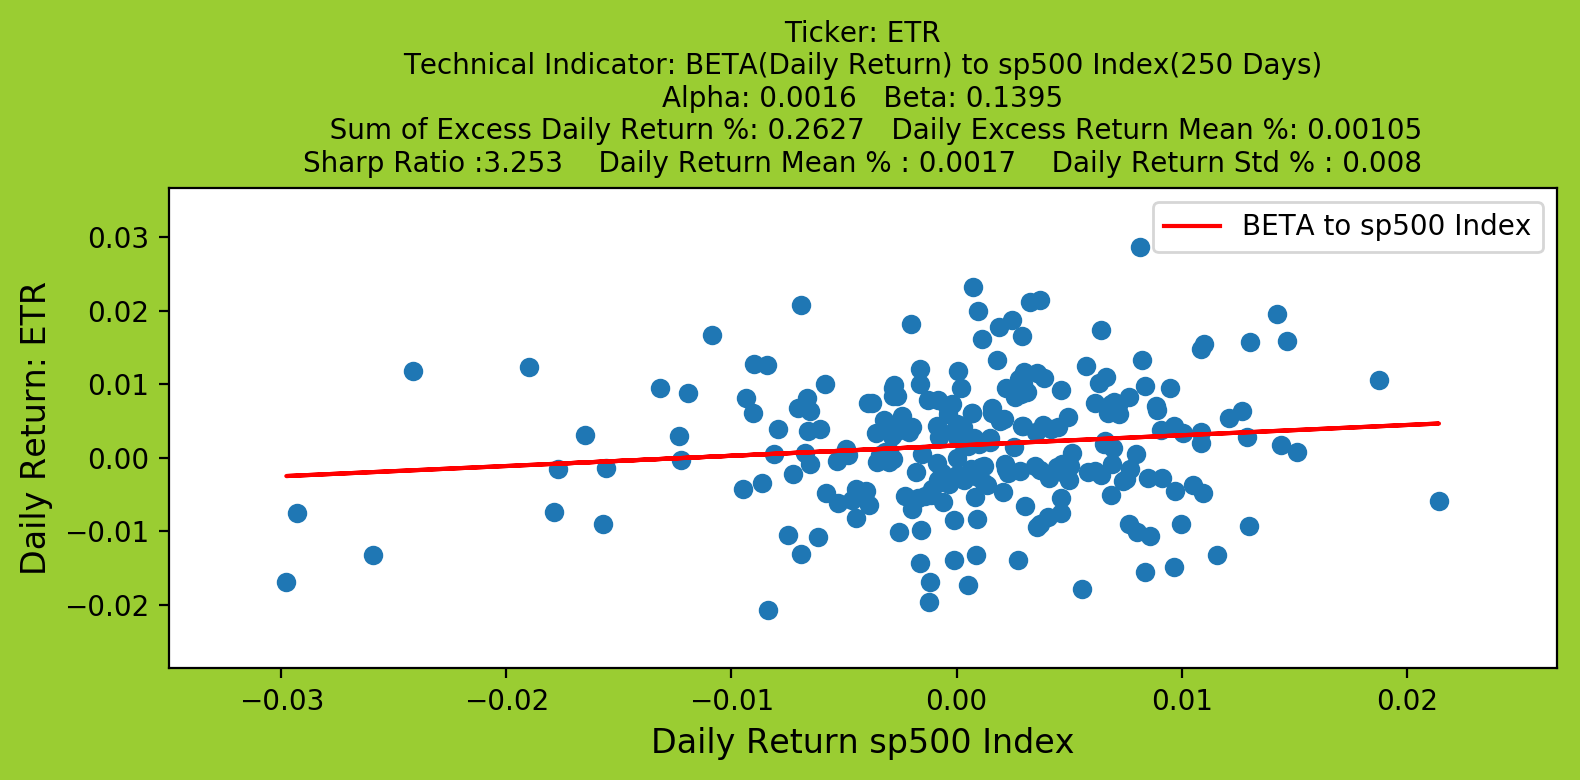 Ticker: ETR
Technical Indicator: BETA(Daily Return) to sp500 Index(250 Days)
Alpha: 0.0016   Beta: 0.1395
Sum of Excess Daily Return %: 0.2627   Daily Excess Return Mean %: 0.00105
Sharp Ratio :3.253    Daily Return Mean % : 0.0017    Daily Return Std % : 0.008
BETA to sp500 Index
Daily Return: ETR
0.03
0.02
0.01
0.00
−0.01
−0.02
−0.03
−0.02
−0.01
0.00
0.01
0.02
Daily Return sp500 Index